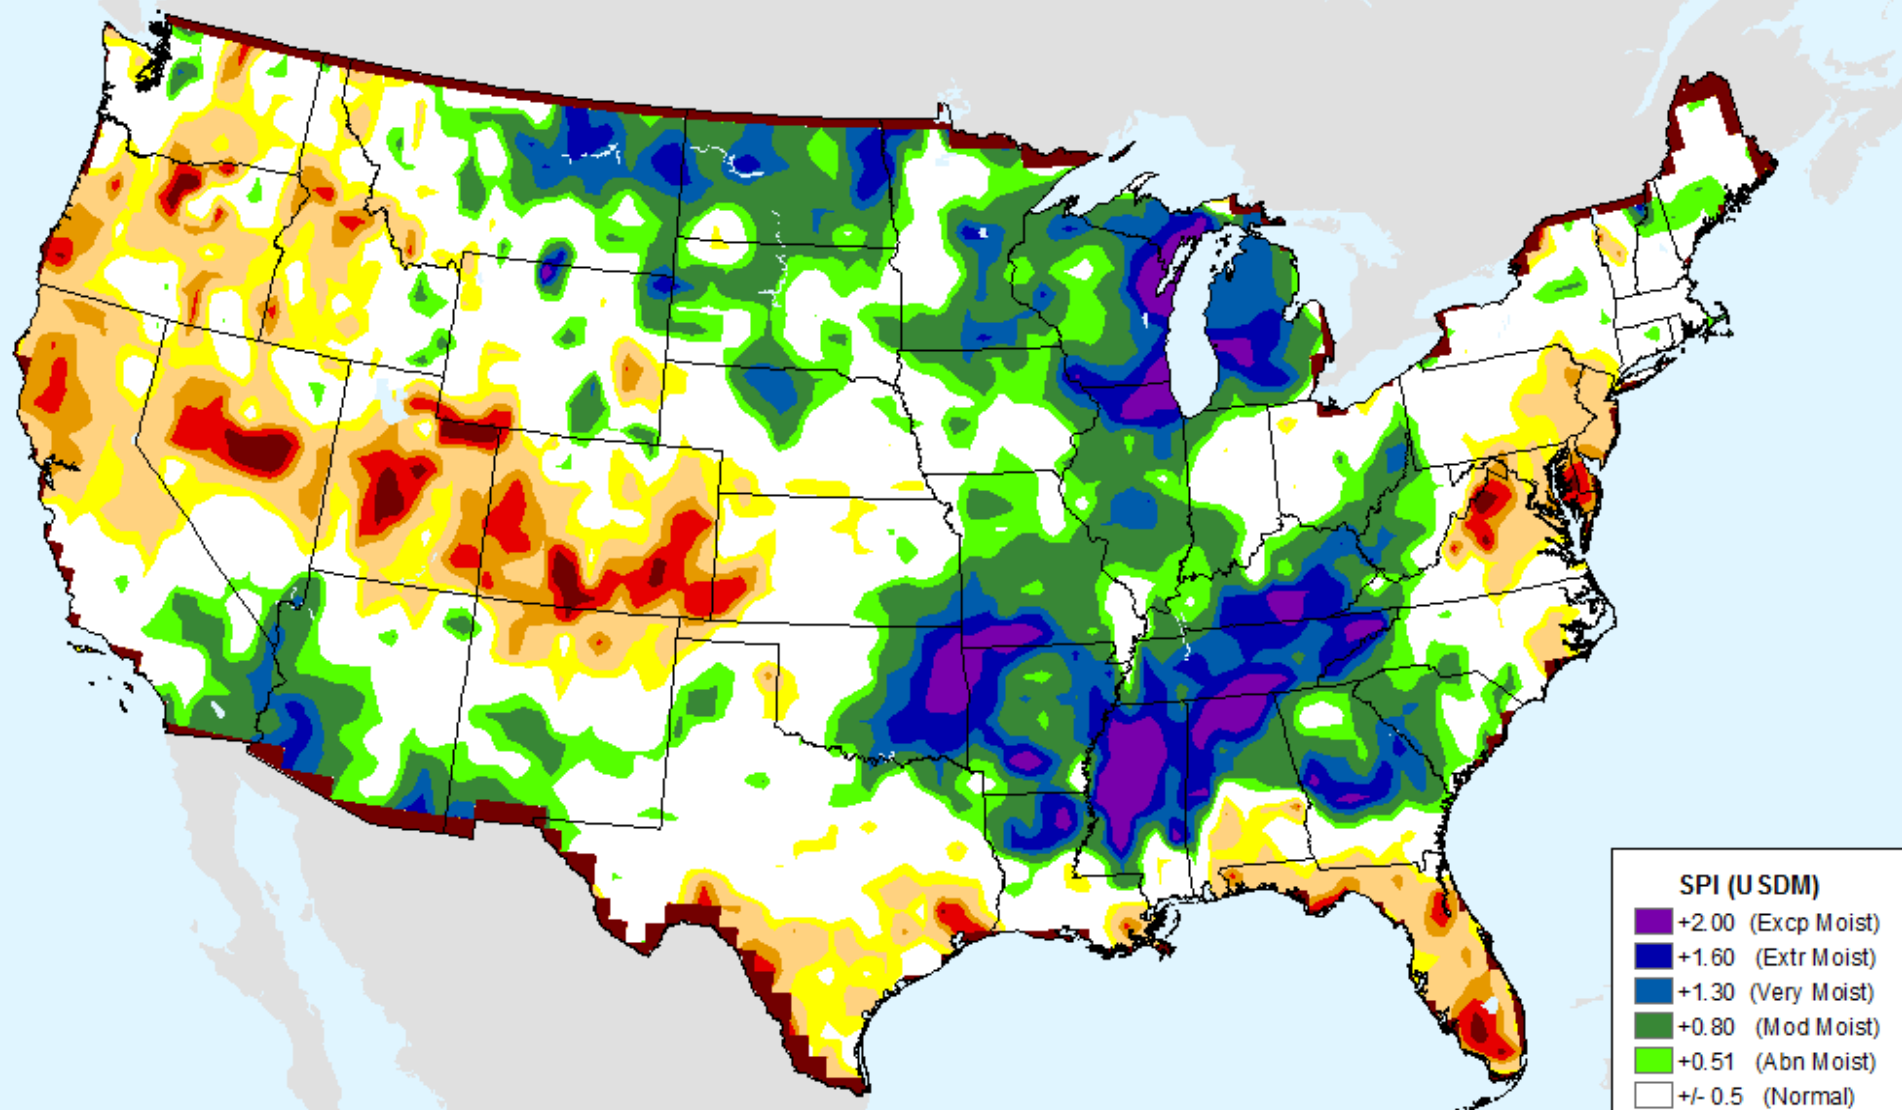 SPI (USDM)
+2.00 (Excp Moist)
+1.60 (Extr Moist)
+1.30 (Very Moist)
+0.80 (Mod Moist)
+0.51 (Abn Moist)
+/- 0.5 (Normal)